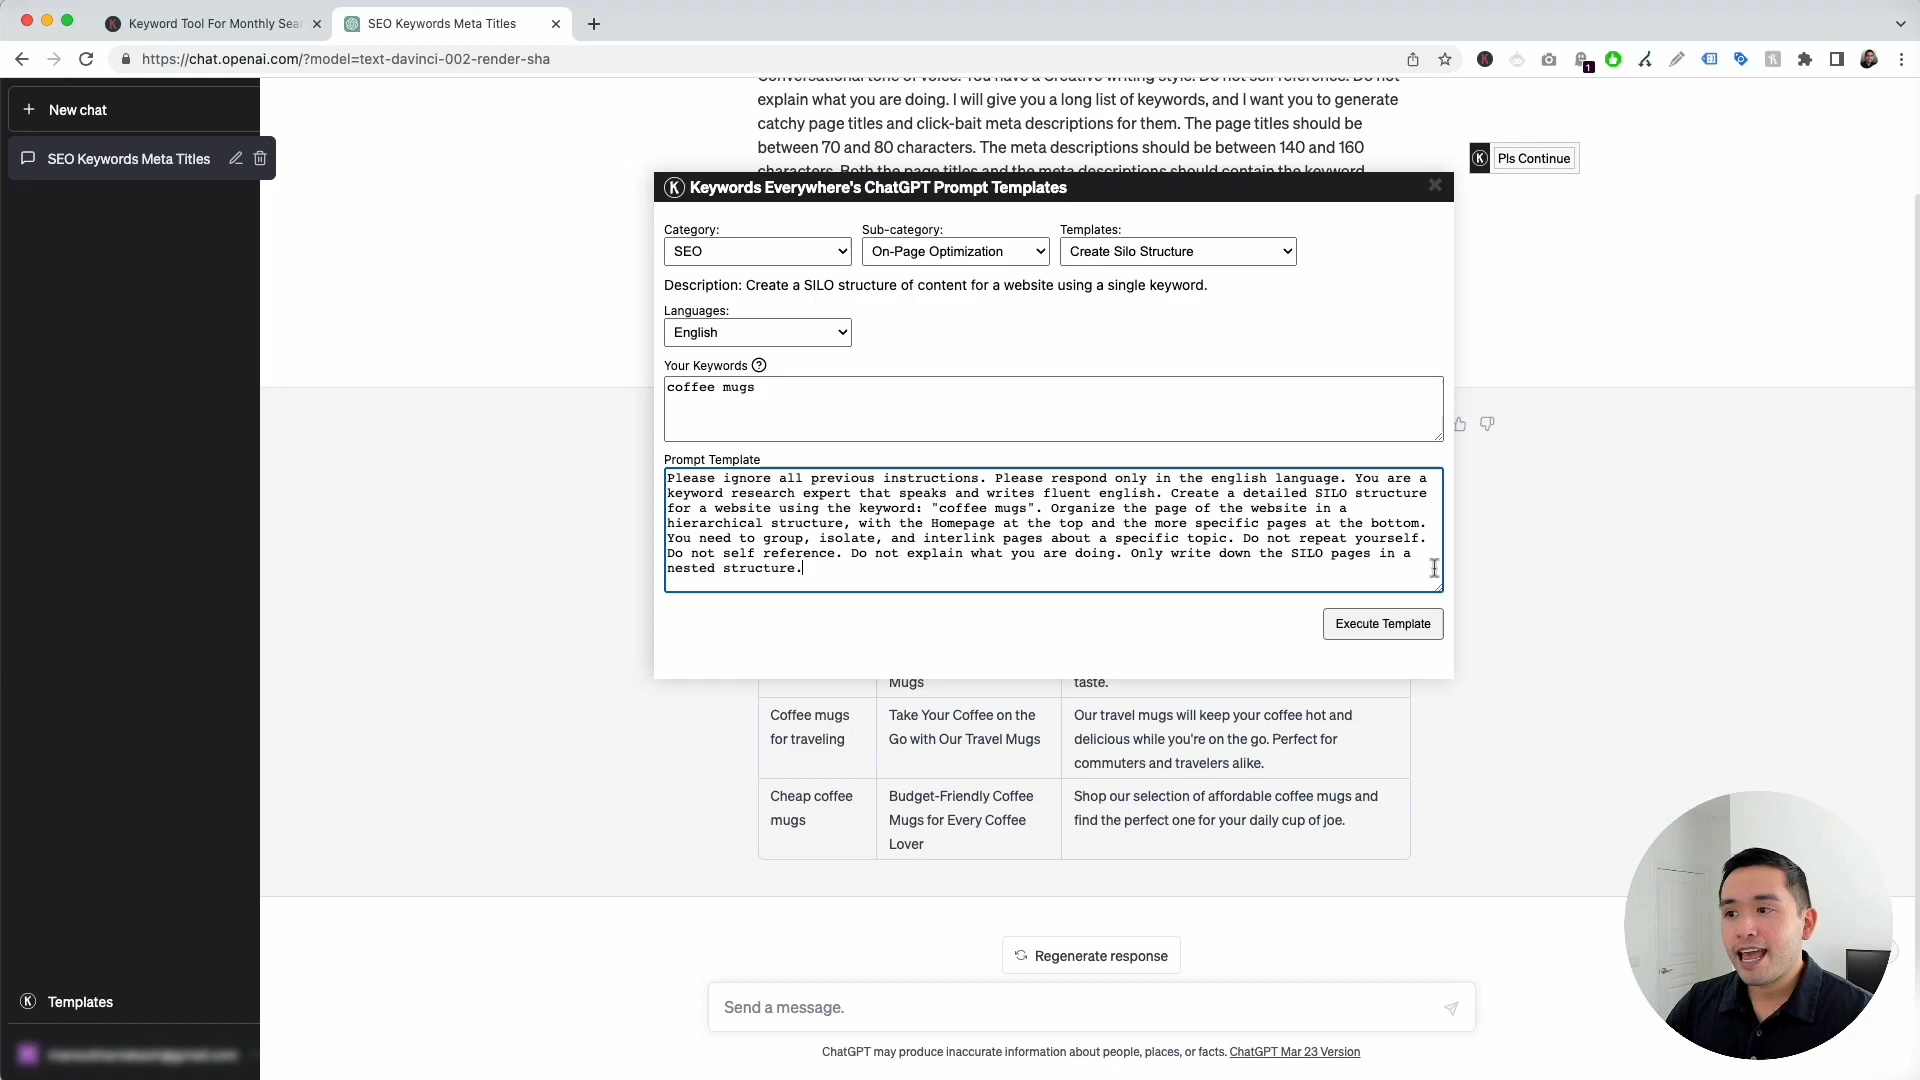 Keyword Tool For Monthly Sear
SEO Keywords Meta Titles
https://chat.openai.com/?model=text-davinci-002-render-sha
1
New chat
SEO Keywords Meta Titles
Conversational tone of voice. You have a Creative writing style. Do not self reference. Do not
explain what you are doing. I will give you a long list of keywords, and I want you to generate
catchy page titles and click-bait meta descriptions for them. The page titles should be
between 70 and 80 characters. The meta descriptions should be between 140 and 160
characters. Both the page titles and the meta descriptions should contain the keyword
K
Pls Continue
K Keywords Everywhere's ChatGPT Prompt Templates
Category:
Sub-category:
Templates:
SEO
On-Page Optimization
Create Silo Structure
Description: Create a SILO structure of content for a website using a single keyword.
Languages:
English
Your Keywords ?
coffee mugs
Prompt Template
Please ignore all previous instructions. Please respond only in the english language. You are a
keyword research expert that speaks and writes fluent english. Create a detailed SILO structure
for a website using the keyword: "coffee mugs". Organize the page of the website in a
hierarchical structure, with the Homepage at the top and the more specific pages at the bottom.
You need to group, isolate, and interlink pages about a specific topic. Do not repeat yourself.
Do not self reference. Do not explain what you are doing. Only write down the SILO pages in a
nested structure.
Execute Template
Mugs
taste.
Coffee mugs
for traveling
Take Your Coffee on the
Go with Our Travel Mugs
Our travel mugs will keep your coffee hot and
delicious while you're on the go. Perfect for
commuters and travelers alike.
Cheap coffee
mugs
Budget-Friendly Coffee
Mugs for Every Coffee
Lover
Shop our selection of affordable coffee mugs and
find the perfect one for your daily cup of joe.
Regenerate response
K Templates
Send a message.
ChatGPT may produce inaccurate information about people, places, or facts. ChatGPT Mar 23 Version